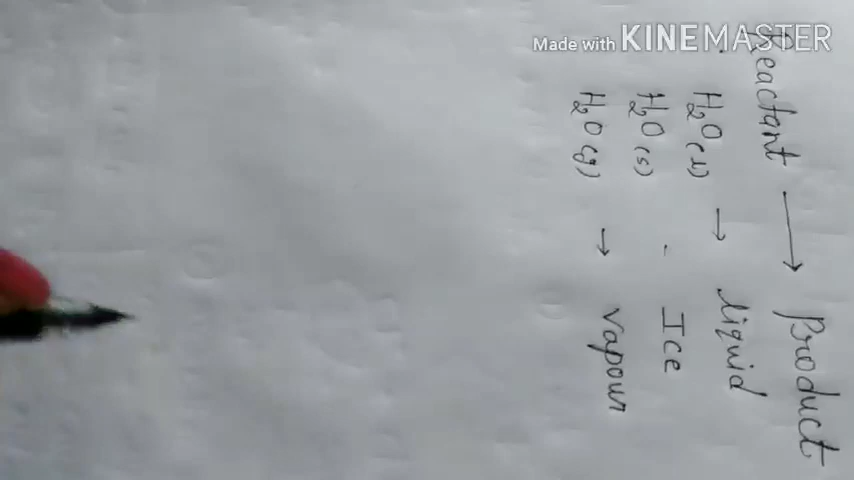 Made with KINEMASTER
Reactant → Product
H₂O (l) → liquid
H₂O (s) - Ice
H₂O (g) → vapour